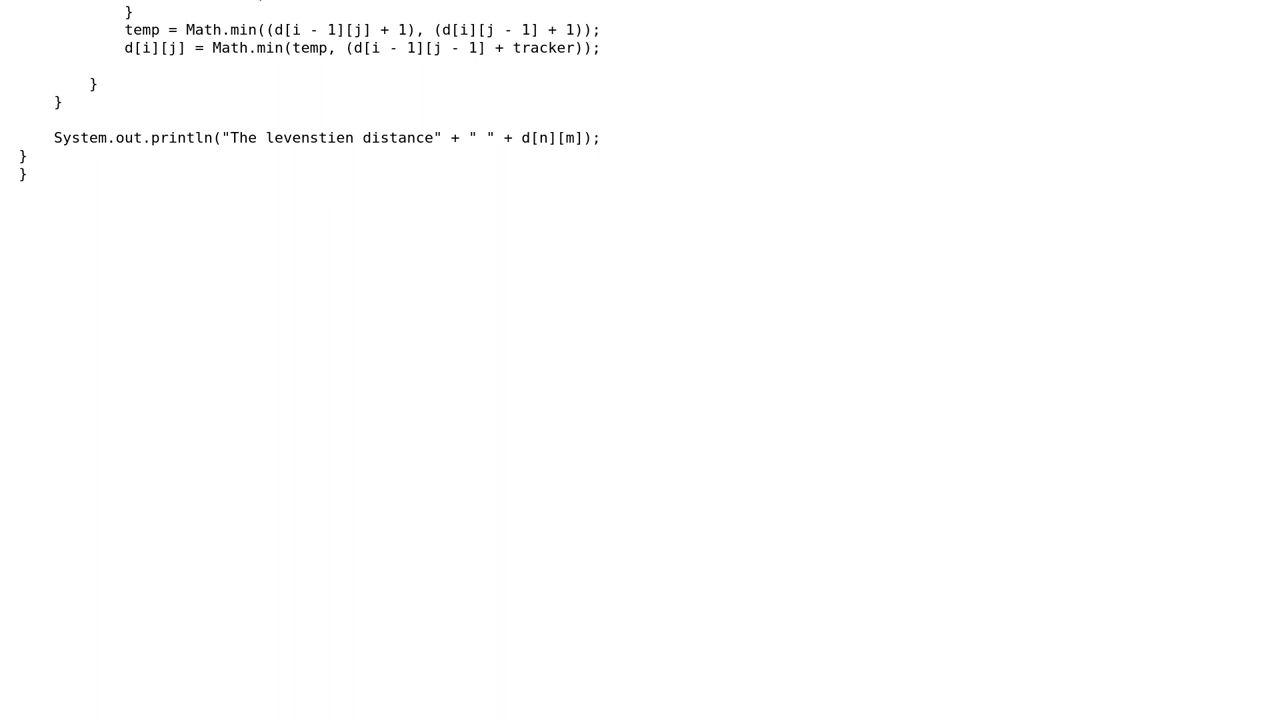 }
temp = Math.min((d[i - 1][j] + 1), (d[i][j - 1] + 1));
d[i][j] = Math.min(temp, (d[i - 1][j - 1] + tracker));
}
}
System.out.println("The levenstien distance" + " " + d[n][m]);
}
}